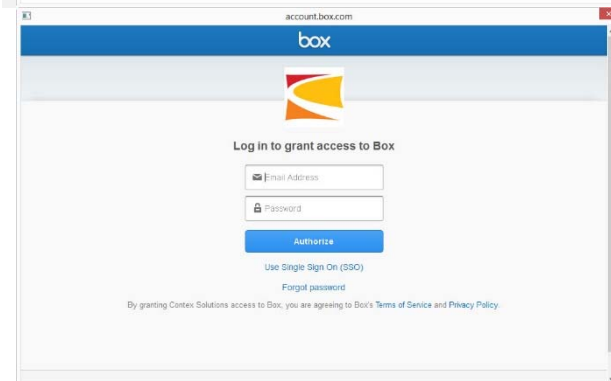 account.box.com
box
Log in to grant access to Box
Email Address
Password
Authorize
Use Single Sign On (SSO)
Forgot password
By granting Contex Solutions access to Box, you are agreeing to Box's Terms of Service and Privacy Policy.